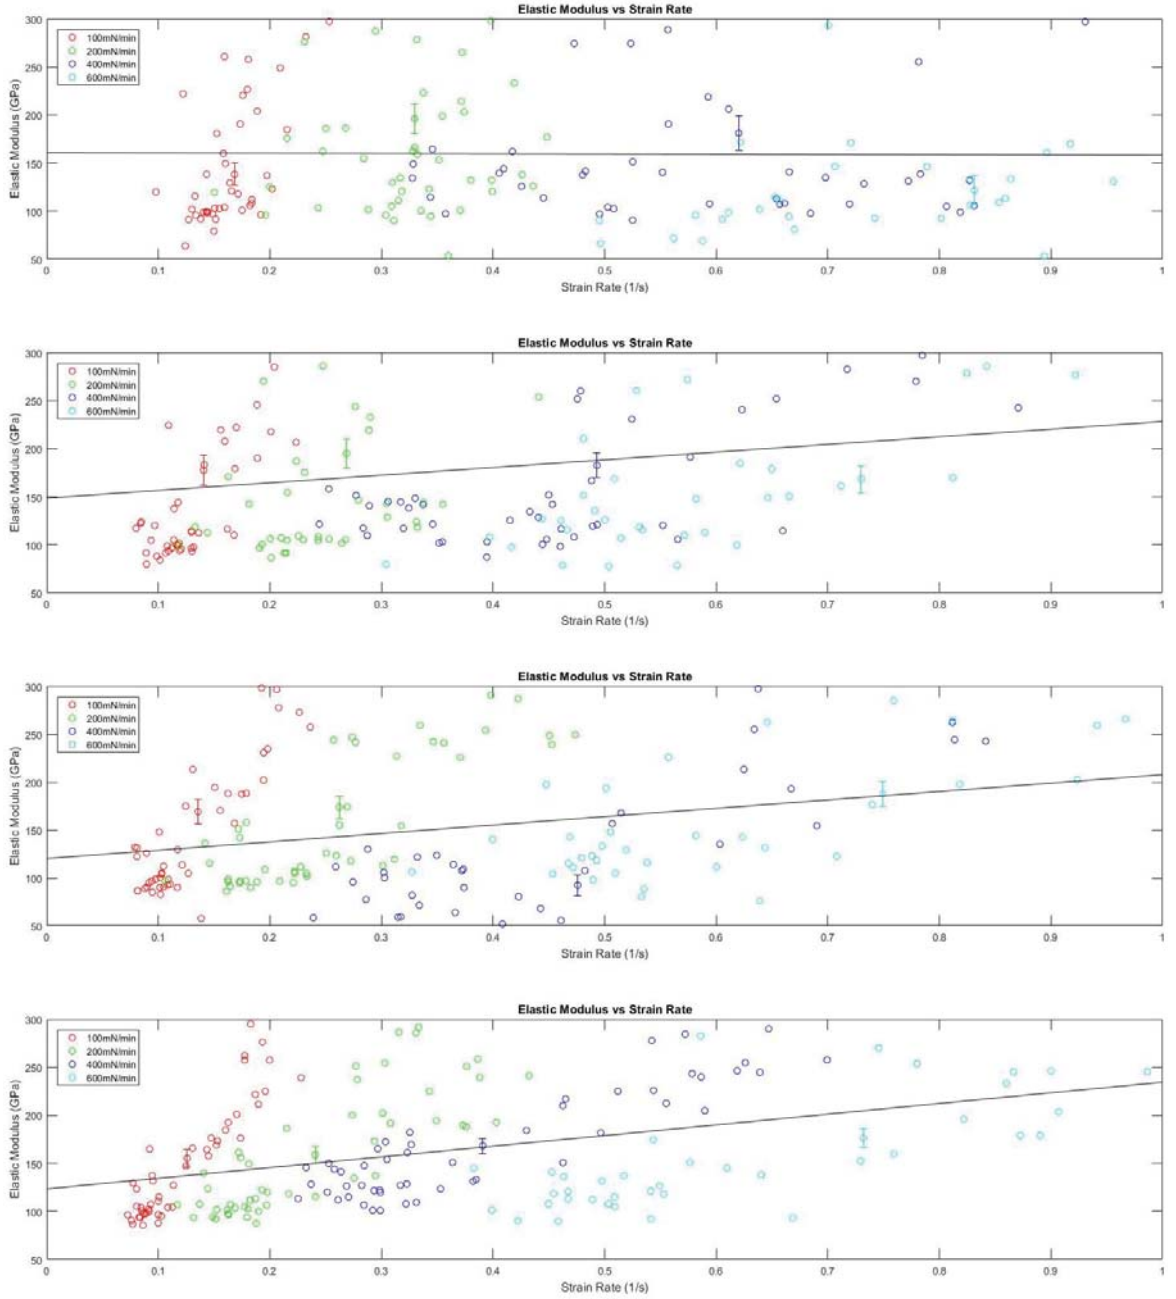 Elastic Modulus vs Strain Rate
300
250
200
150
100
50
Elastic Modulus (GPa)
100mN/min
200mN/min
400mN/min
600mN/min
0 0.1 0.2 0.3 0.4 0.5 0.6 0.7 0.8 0.9 1
Strain Rate (1/s)
Elastic Modulus vs Strain Rate
300
250
200
150
100
50
Elastic Modulus (GPa)
100mN/min
200mN/min
400mN/min
600mN/min
0 0.1 0.2 0.3 0.4 0.5 0.6 0.7 0.8 0.9 1
Strain Rate (1/s)
Elastic Modulus vs Strain Rate
300
250
200
150
100
50
Elastic Modulus (GPa)
100mN/min
200mN/min
400mN/min
600mN/min
0 0.1 0.2 0.3 0.4 0.5 0.6 0.7 0.8 0.9 1
Strain Rate (1/s)
Elastic Modulus vs Strain Rate
300
250
200
150
100
50
Elastic Modulus (GPa)
100mN/min
200mN/min
400mN/min
600mN/min
0 0.1 0.2 0.3 0.4 0.5 0.6 0.7 0.8 0.9 1
Strain Rate (1/s)